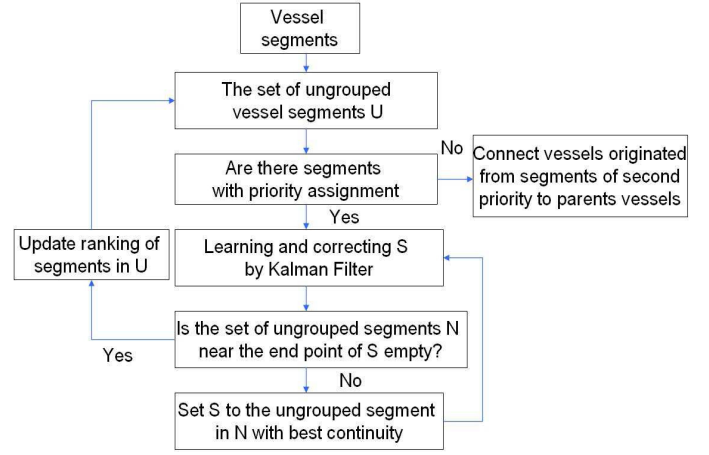 Vessel
segments
The set of ungrouped
vessel segments U
Are there segments
with priority assignment
No
Connect vessels originated
from segments of second
priority to parents vessels
Yes
Update ranking of
segments in U
Learning and correcting S
by Kalman Filter
Is the set of ungrouped segments N
near the end point of S empty?
Yes
No
Set S to the ungrouped segment
in N with best continuity